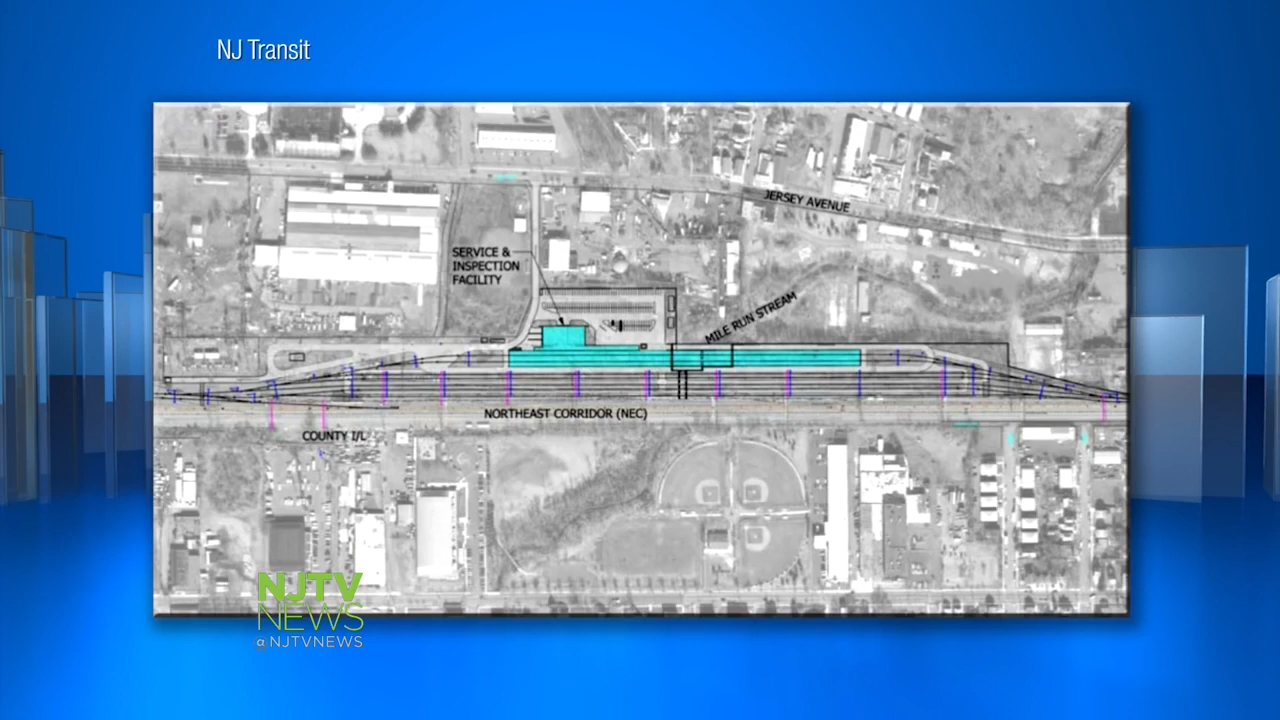 NJ Transit
JERSEY AVENUE
SERVICE &
INSPECTION
FACILITY
MILE RUN STREAM
NORTHEAST CORRIDOR (NEC)
COUNTY I/L
NJTV
NEWS
@NJTVNEWS